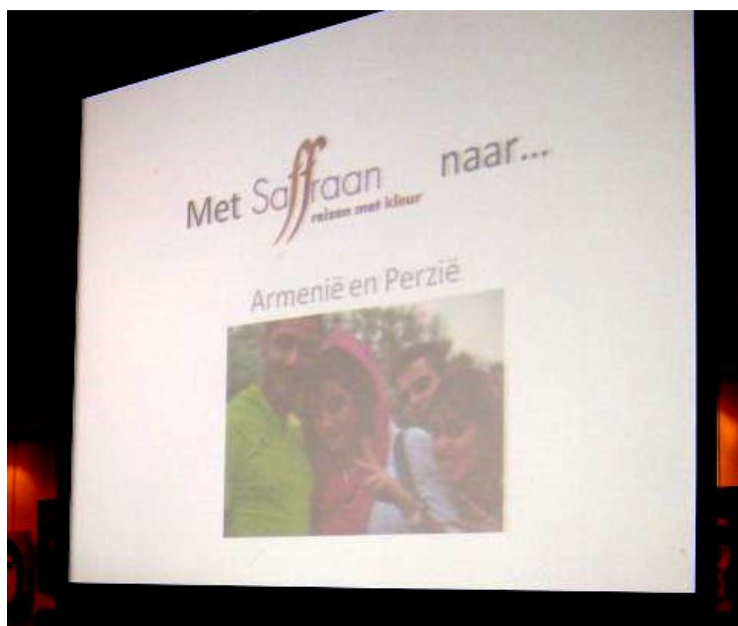 Met Saffraan naar...
reizen met kleur
Armenië en Perzië